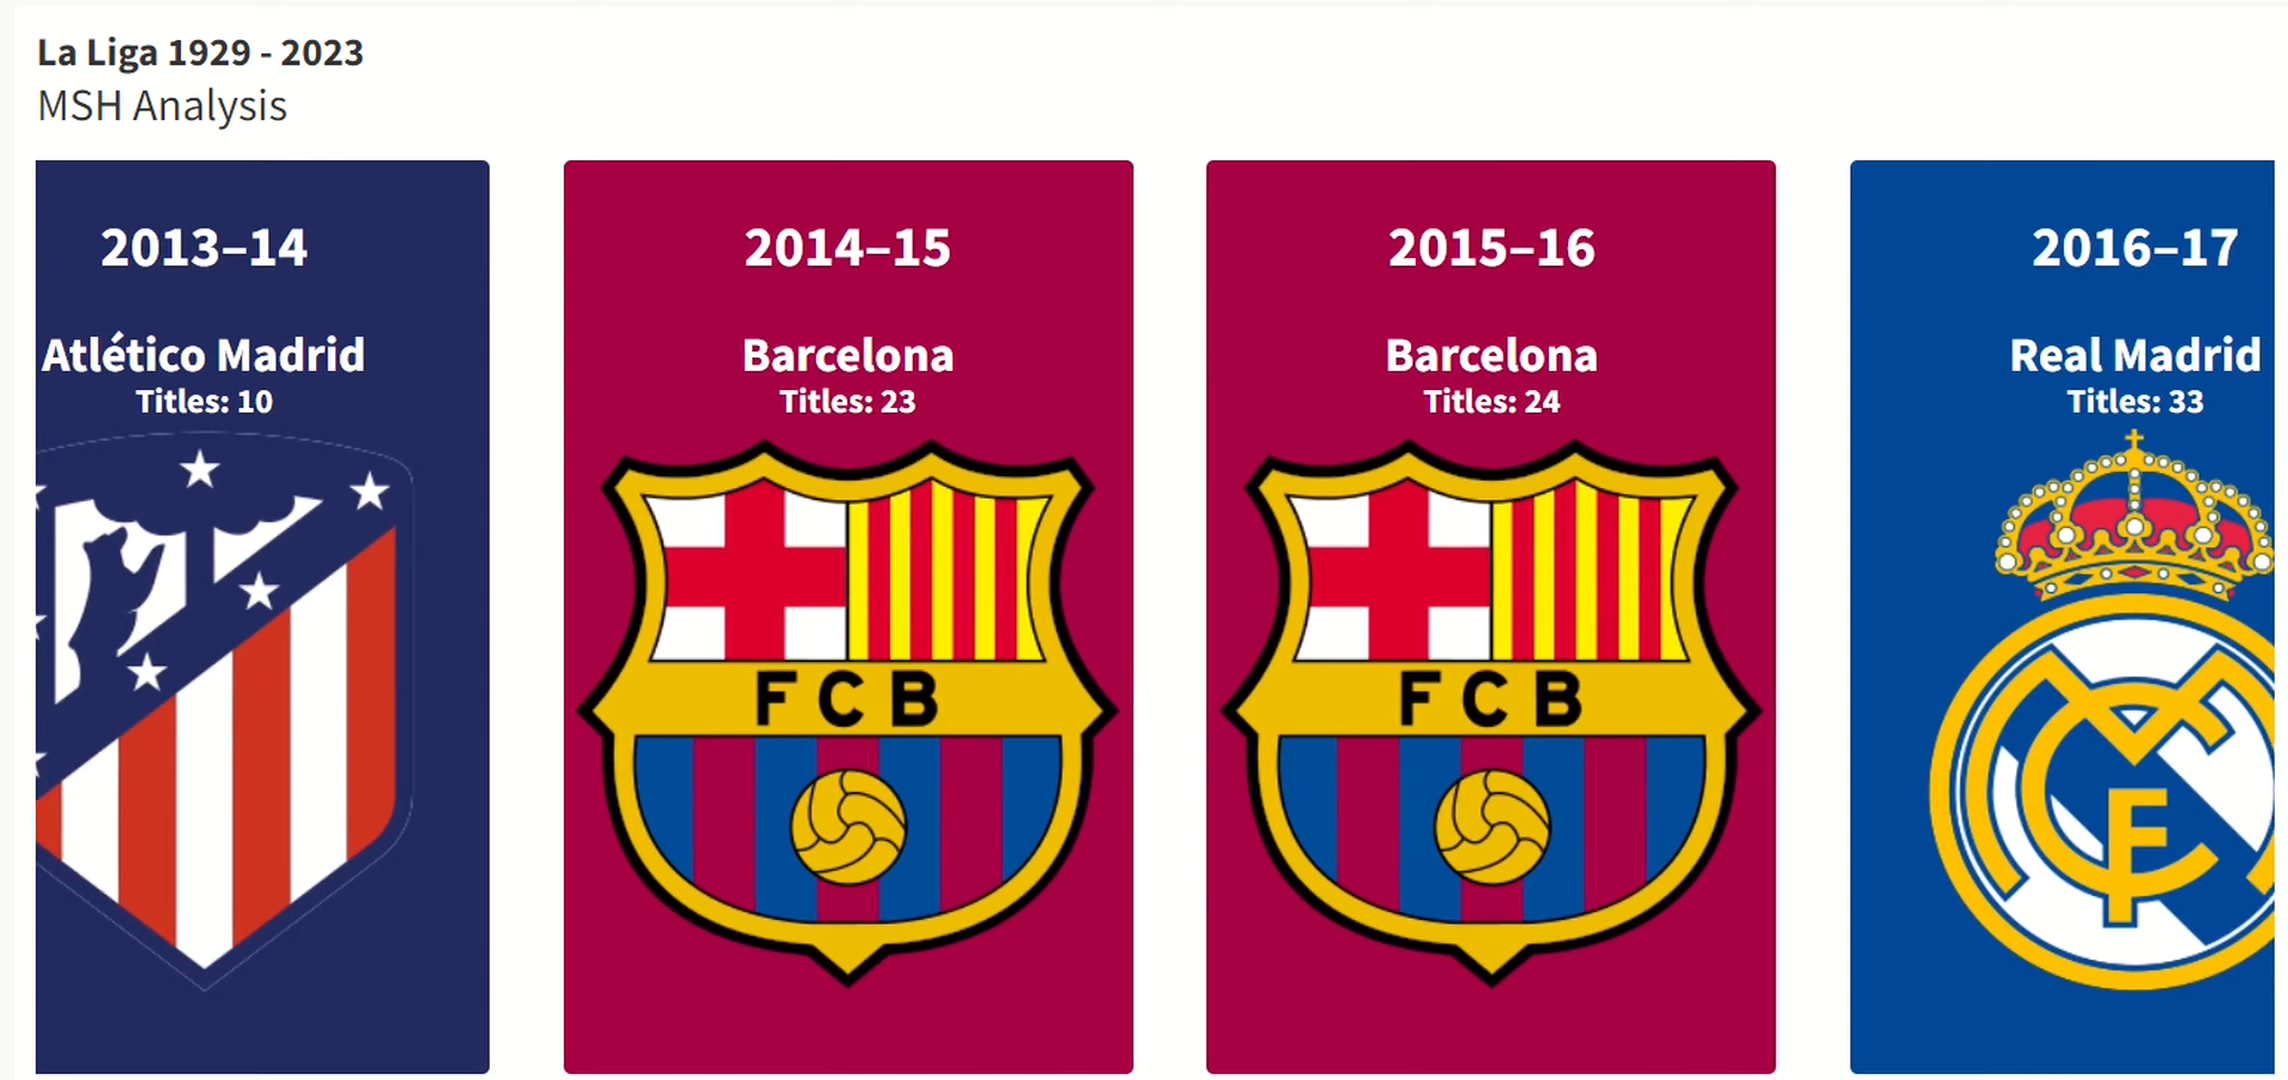 La Liga 1929 - 2023
MSH Analysis
2013–14
Atlético Madrid
Titles: 10
2014–15
Barcelona
Titles: 23
FCB
2015–16
Barcelona
Titles: 24
FCB
2016–17
Real Madrid
Titles: 33